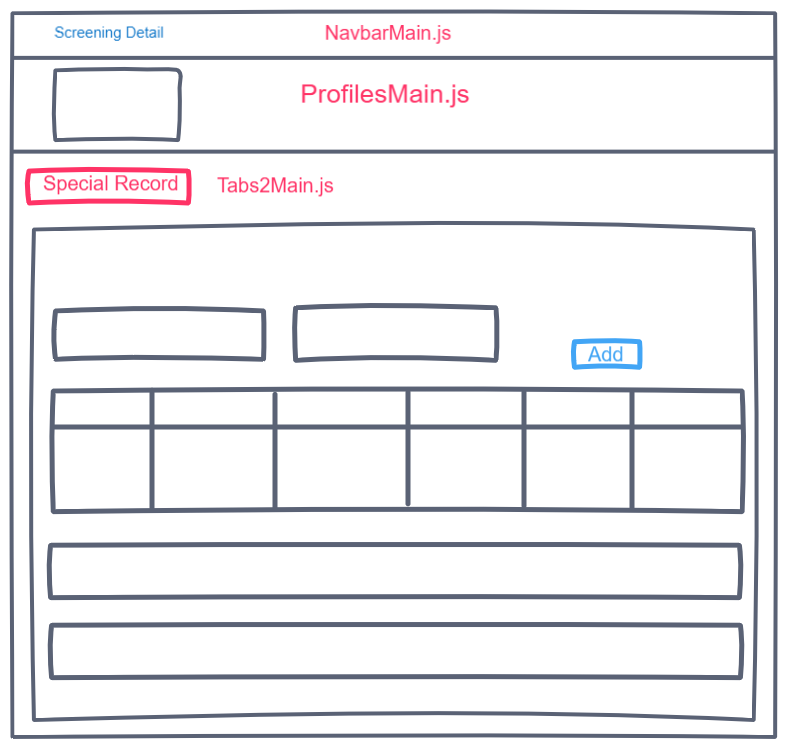 Screening Detail
NavbarMain.js
ProfilesMain.js
Special Record
Tabs2Main.js
Add